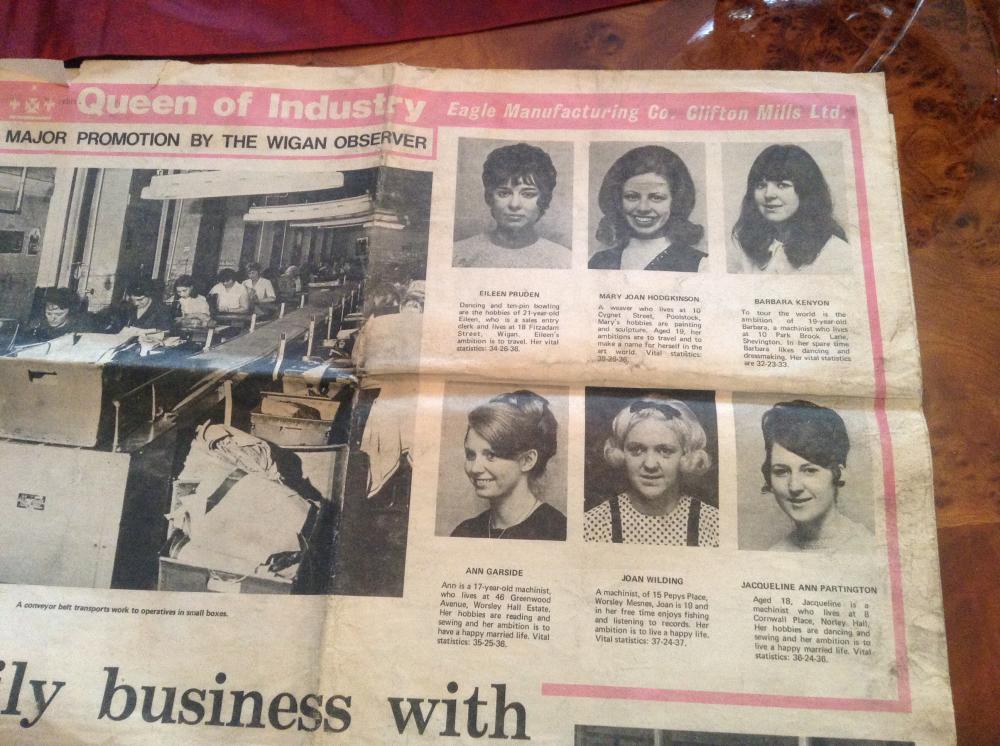 Queen of Industry
Eagle Manufacturing Co. Clifton Mills Ltd.
MAJOR PROMOTION BY THE WIGAN OBSERVER
EILEEN PRUDEN
Dancing and ten-pin bowling
are the hobbies of 21-year-old
Eileen, who is a sales entry
clerk and lives at 18 Fitzadam
Street, Wigan. Eileen's
ambition is to travel. Her vital
statistics: 34-26-36.
MARY JOAN HODGKINSON
A weaver who lives at 10
Cygnet Street, Poolstock,
Mary's hobbies are painting
and sculpture. Aged 19, her
ambitions are to travel and to
make a name for herself in the
art world. Vital statistics:
BARBARA KENYON
To tour the world is the
ambition of 19-year-old
Barbara, a machinist who lives
at 10 Park Brook Lane,
Shevington. In her spare time
Barbara likes dancing and
dressmaking. Her vital statistics
are 32-23-33.
ANN GARSIDE
Ann is a 17-year-old machinist,
who lives at 46 Greenwood
Avenue, Worsley Hall Estate.
Her hobbies are reading and
sewing and her ambition is to
have a happy married life. Vital
statistics: 35-25-36.
JOAN WILDING
A machinist, of 15 Pepys Place,
Worsley Mesnes, Joan is 19 and
in her free time enjoys fishing
and listening to records. Her
ambition is to live a happy life.
Vital statistics: 37-24-37.
JACQUELINE ANN PARTINGTON
Aged 18, Jacqueline is a
machinist who lives at 8
Cornwall Place, Norley Hall.
Her hobbies are dancing and
sewing and her ambition is to
live a happy married life. Vital
statistics: 36-24-36.
A conveyor belt transports work to operatives in small boxes.
ily business with